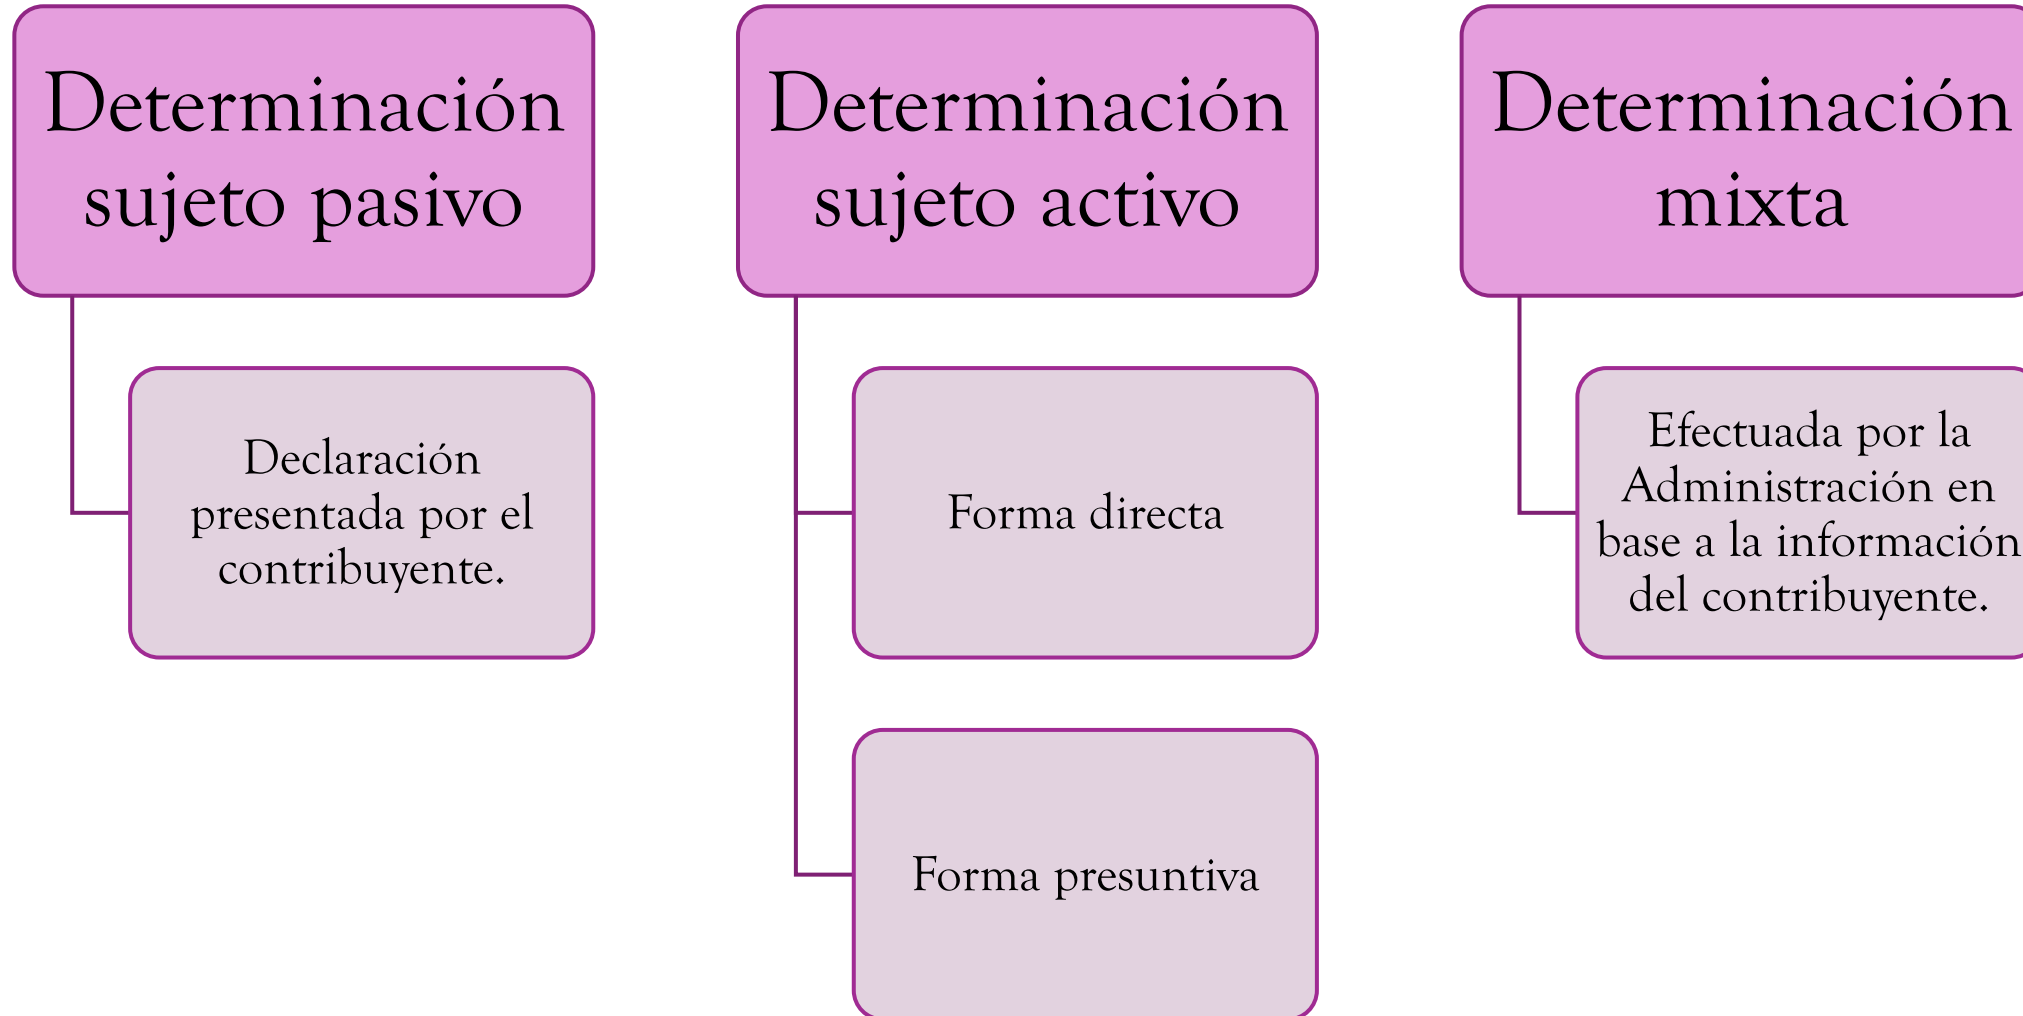 Determinación
sujeto pasivo
Declaración
presentada por el
contribuyente.
Determinación
sujeto activo
Forma directa
Forma presuntiva
Determinación
mixta
Efectuada por la
Administración en
base a la información
del contribuyente.